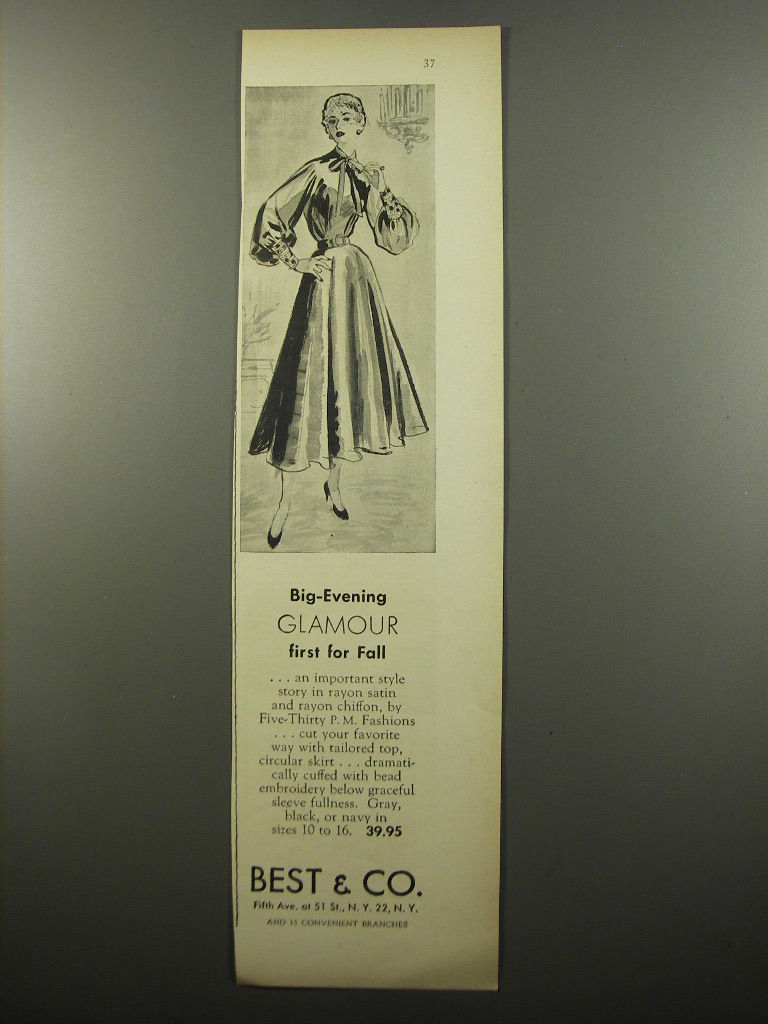 37
Big-Evening
GLAMOUR
first for Fall
. . . an important style
story in rayon satin
and rayon chiffon, by
Five-Thirty P. M. Fashions
. . . cut your favorite
way with tailored top,
circular skirt . . . dramati-
cally cuffed with bead
embroidery below graceful
sleeve fullness. Gray,
black, or navy in
sizes 10 to 16. 39.95
BEST & CO.
Fifth Ave. at 51 St., N. Y. 22, N. Y.
AND 15 CONVENIENT BRANCHES